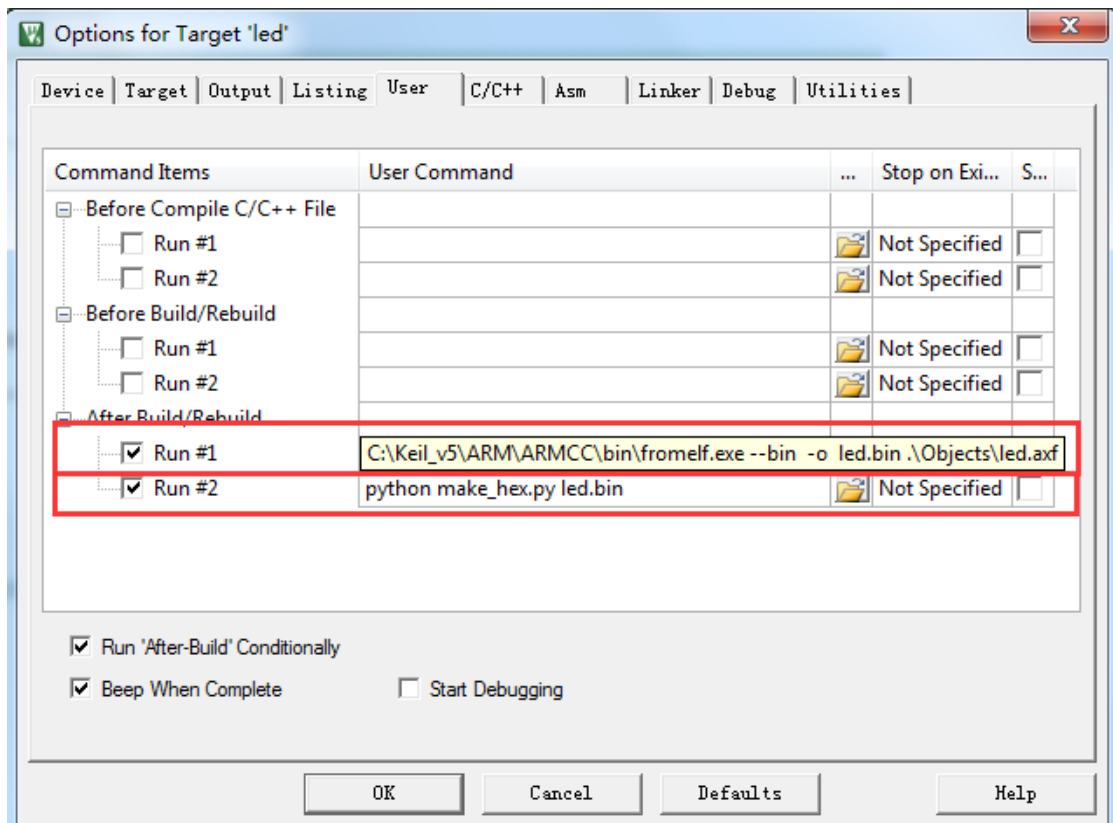 Options for Target 'led'
Device Target Output Listing User C/C++ Asm Linker Debug Utilities
Command Items User Command ... Stop on Exi... S...
Before Compile C/C++ File
Run #1 Not Specified
Run #2 Not Specified
Before Build/Rebuild
Run #1 Not Specified
Run #2 Not Specified
After Build/Rebuild
Run #1 C:\Keil_v5\ARM\ARMCC\bin\fromelf.exe --bin -o led.bin .\Objects\led.axf
Run #2 python make_hex.py led.bin Not Specified
Run 'After-Build' Conditionally
Beep When Complete Start Debugging
OK Cancel Defaults Help